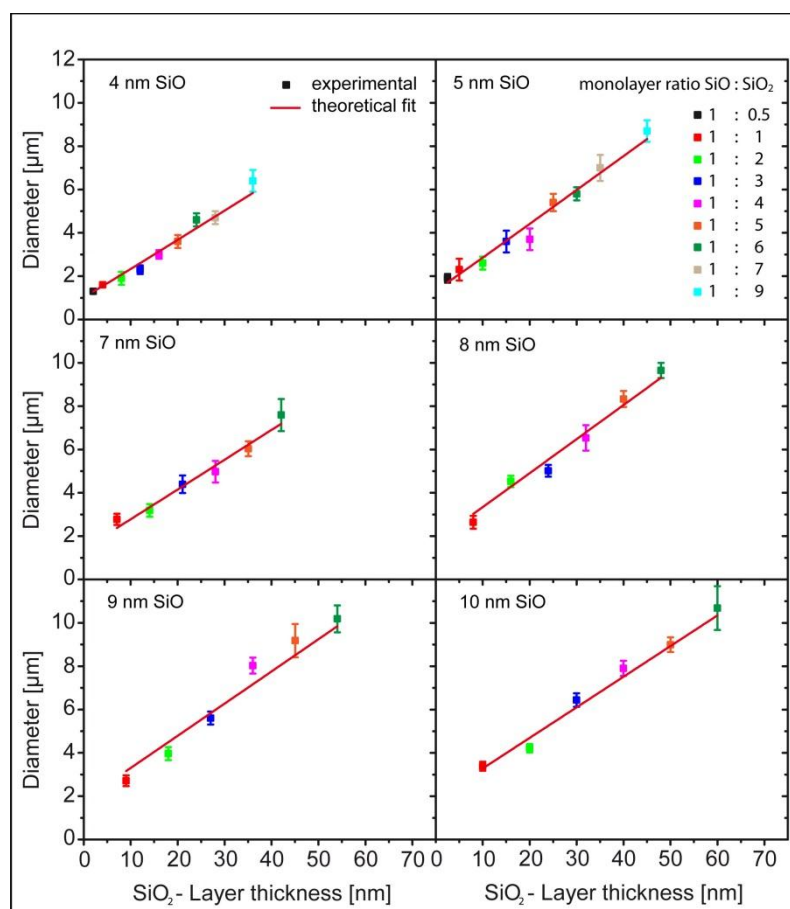 12
10
8
6
4
2
0
Diameter [µm]
4 nm SiO
experimental
theoretical fit
5 nm SiO
monolayer ratio SiO : SiO₂
1 : 0.5
1 : 1
1 : 2
1 : 3
1 : 4
1 : 5
1 : 6
1 : 7
1 : 9
10
8
6
4
2
0
Diameter [µm]
7 nm SiO
8 nm SiO
10
8
6
4
2
0
Diameter [µm]
9 nm SiO
10 nm SiO
0 10 20 30 40 50 60 70
10 20 30 40 50 60 70
SiO₂ - Layer thickness [nm]
SiO₂ - Layer thickness [nm]